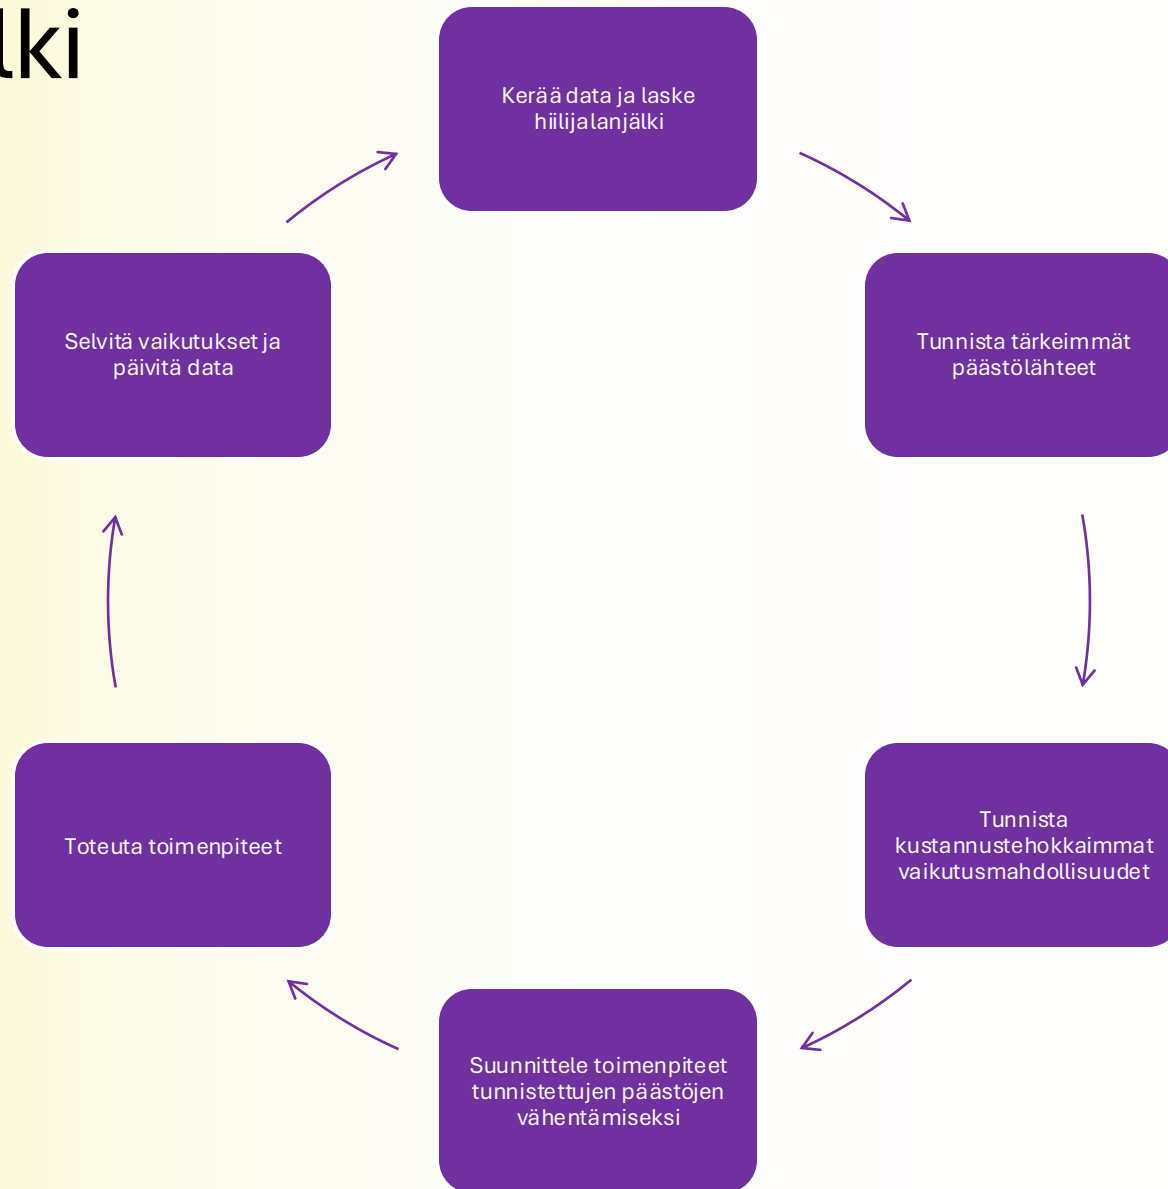 lki
Kerää data ja laske
hiilijalanjälki
Tunnista tärkeimmät
päästölähteet
Tunnista
kustannustehokkaimmat
vaikutusmahdollisuudet
Suunnittele toimenpiteet
tunnistettujen päästöjen
vähentämiseksi
Toteuta toimenpiteet
Selvitä vaikutukset ja
päivitä data